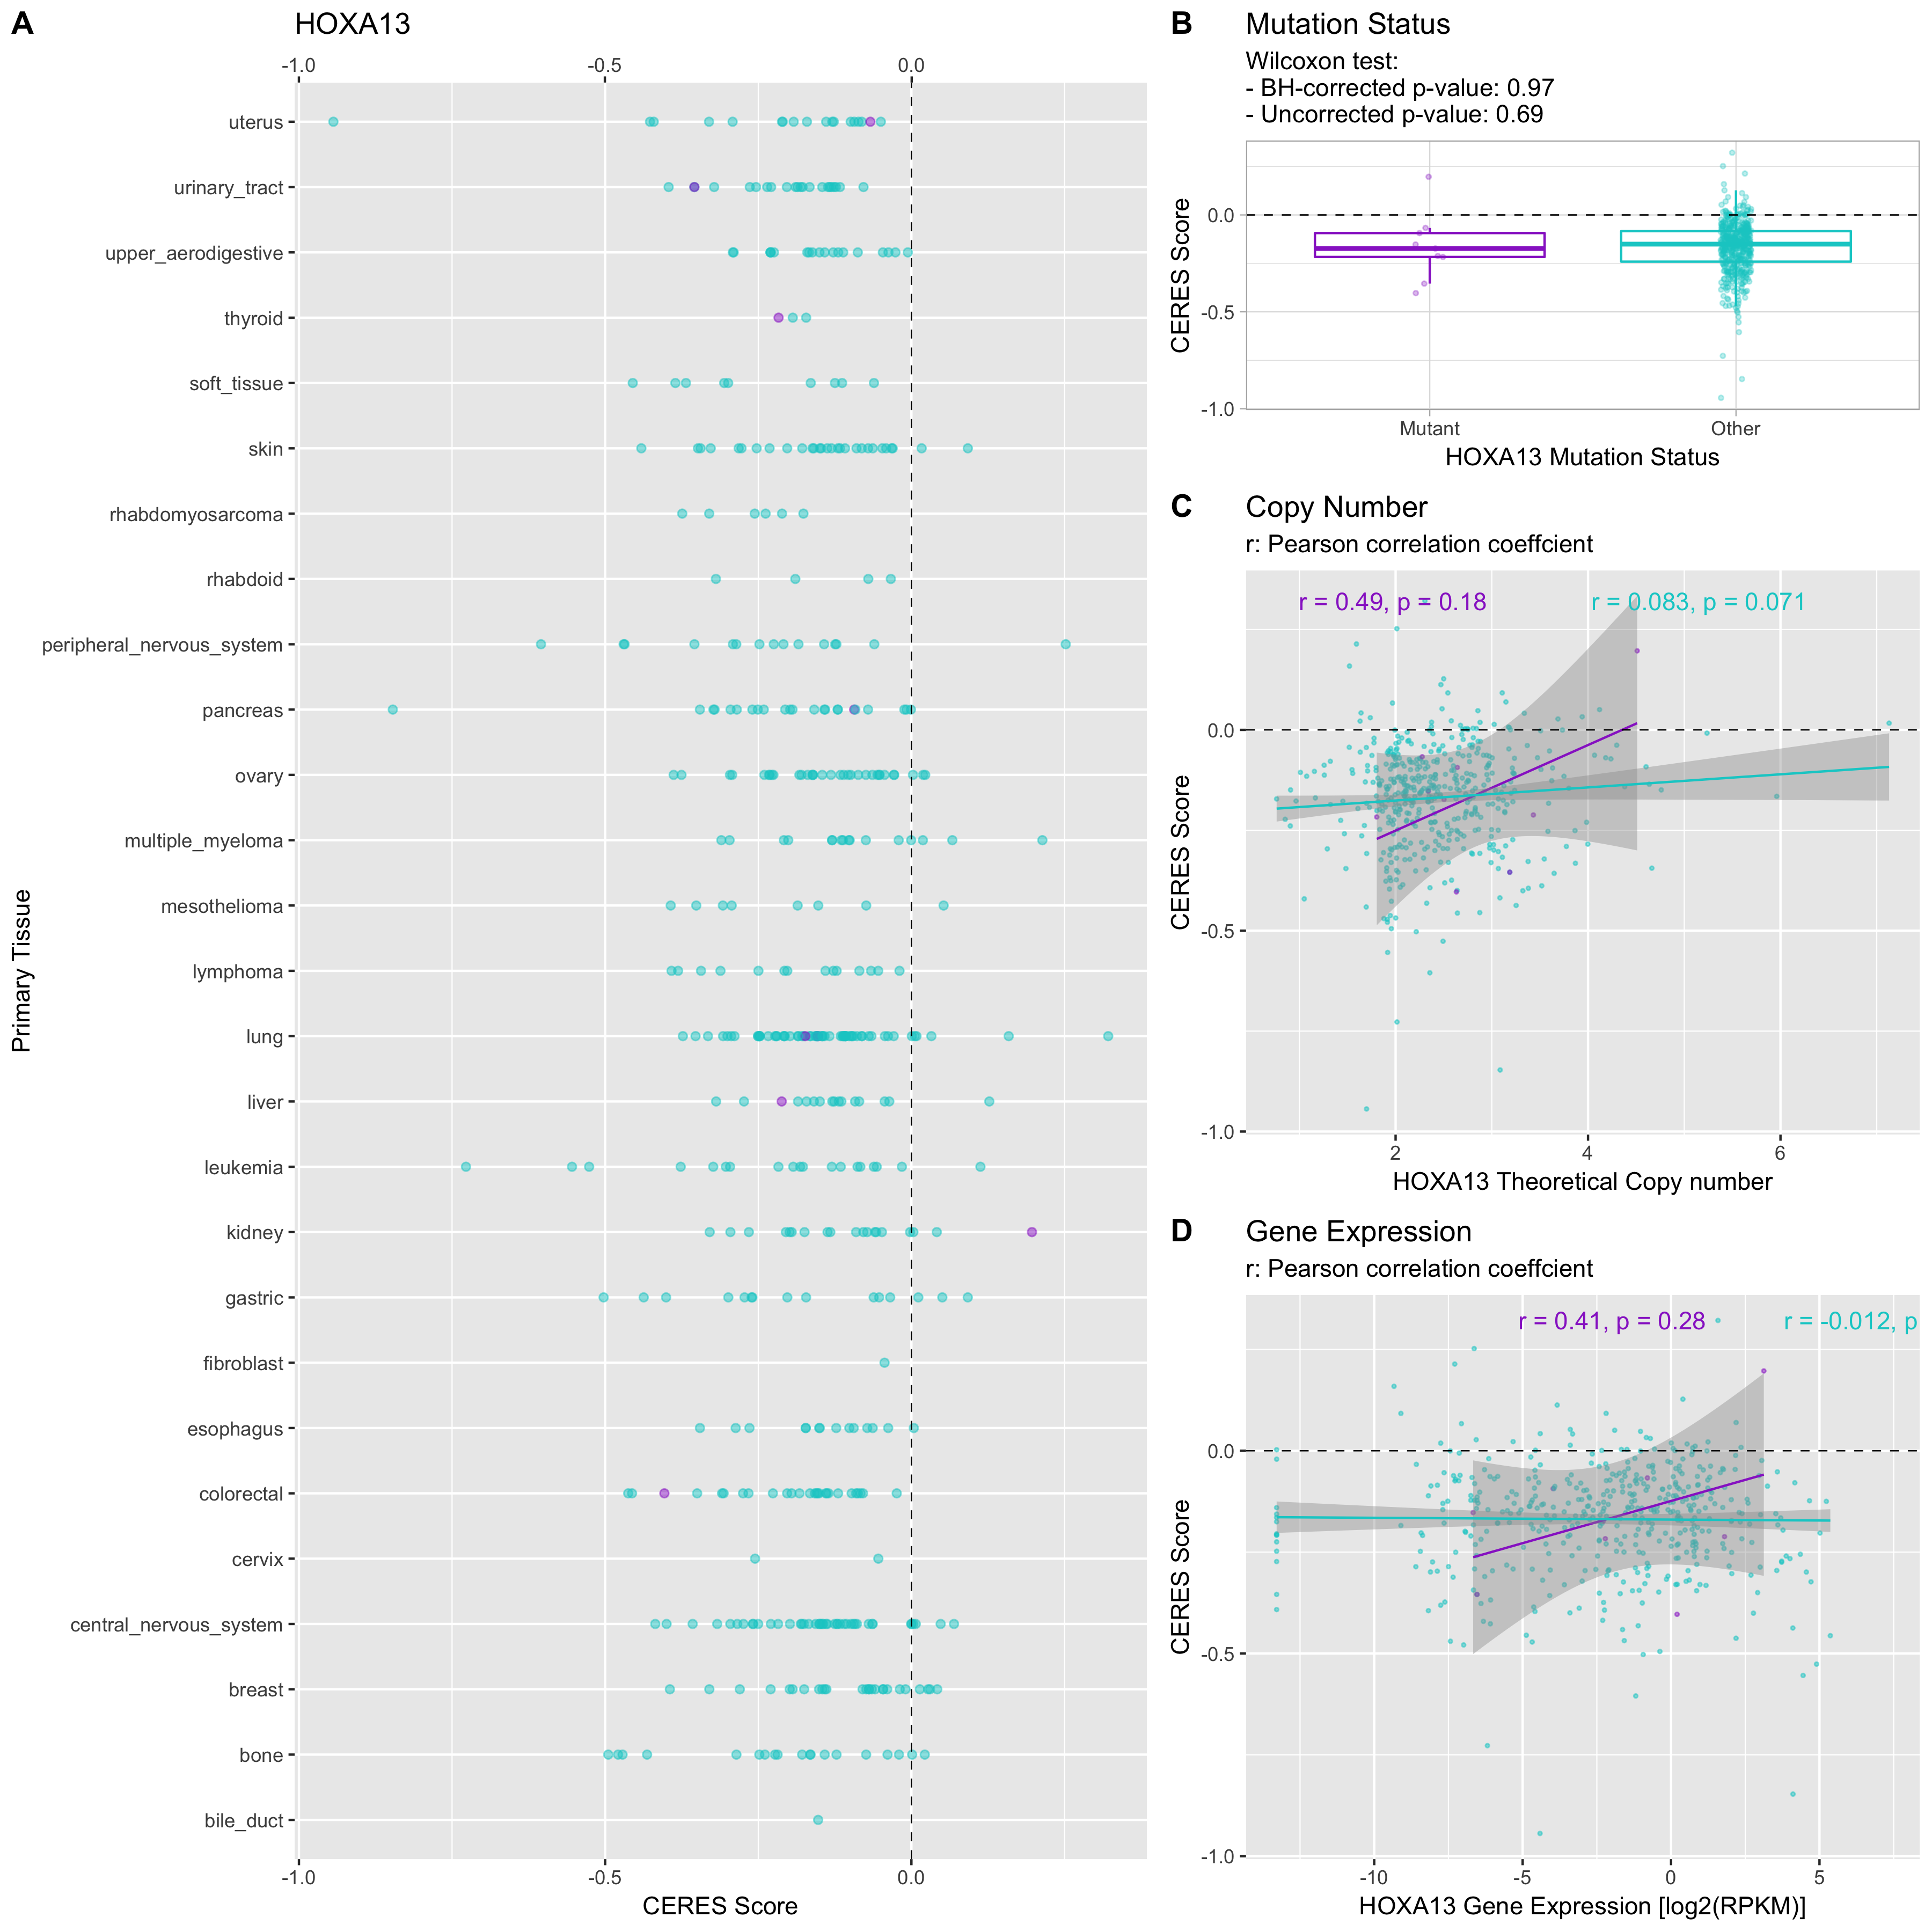 A
HOXA13
-1.0 -0.5 0.0
Primary Tissue
uterus
urinary_tract
upper_aerodigestive
thyroid
soft_tissue
skin
rhabdomyosarcoma
rhabdoid
peripheral_nervous_system
pancreas
ovary
multiple_myeloma
mesothelioma
lymphoma
lung
liver
leukemia
kidney
gastric
fibroblast
esophagus
colorectal
cervix
central_nervous_system
breast
bone
bile_duct
-1.0 -0.5 0.0
CERES Score
B
Mutation Status
Wilcoxon test:
- BH-corrected p-value: 0.97
- Uncorrected p-value: 0.69
CERES Score
0.0
-0.5
-1.0
Mutant Other
HOXA13 Mutation Status
C
Copy Number
r: Pearson correlation coeffcient
r = 0.49, p = 0.18 r = 0.083, p = 0.071
CERES Score
0.0
-0.5
-1.0
2 4 6
HOXA13 Theoretical Copy number
D
Gene Expression
r: Pearson correlation coeffcient
r = 0.41, p = 0.28 r = -0.012, p
CERES Score
0.0
-0.5
-1.0
-10 -5 0 5
HOXA13 Gene Expression [log2(RPKM)]